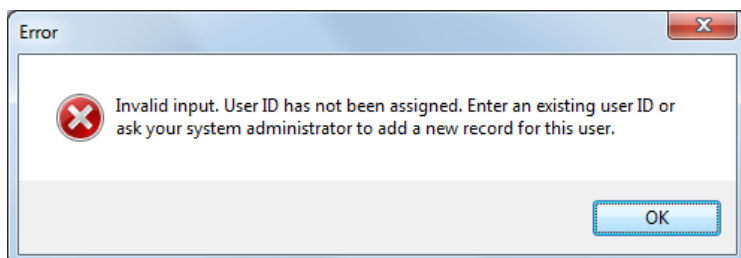 Error
Invalid input. User ID has not been assigned. Enter an existing user ID or
ask your system administrator to add a new record for this user.
OK